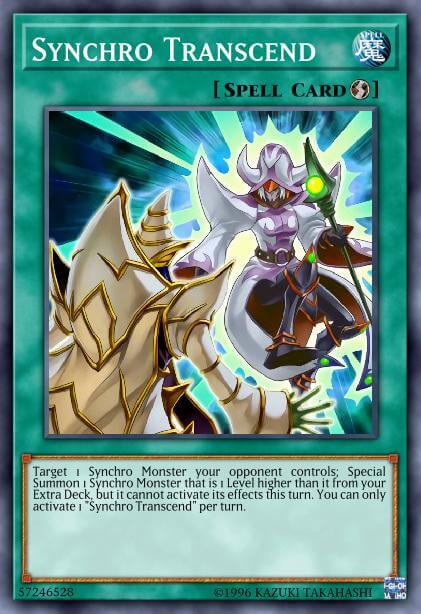 Synchro Transcend
SPELL
魔
[Spell Card]
Target 1 Synchro Monster your opponent controls; Special
Summon 1 Synchro Monster that is 1 Level higher than it from your
Extra Deck, but it cannot activate its effects this turn. You can only
activate 1 "Synchro Transcend" per turn.
57246528
©1996 KAZUKI TAKAHASHI